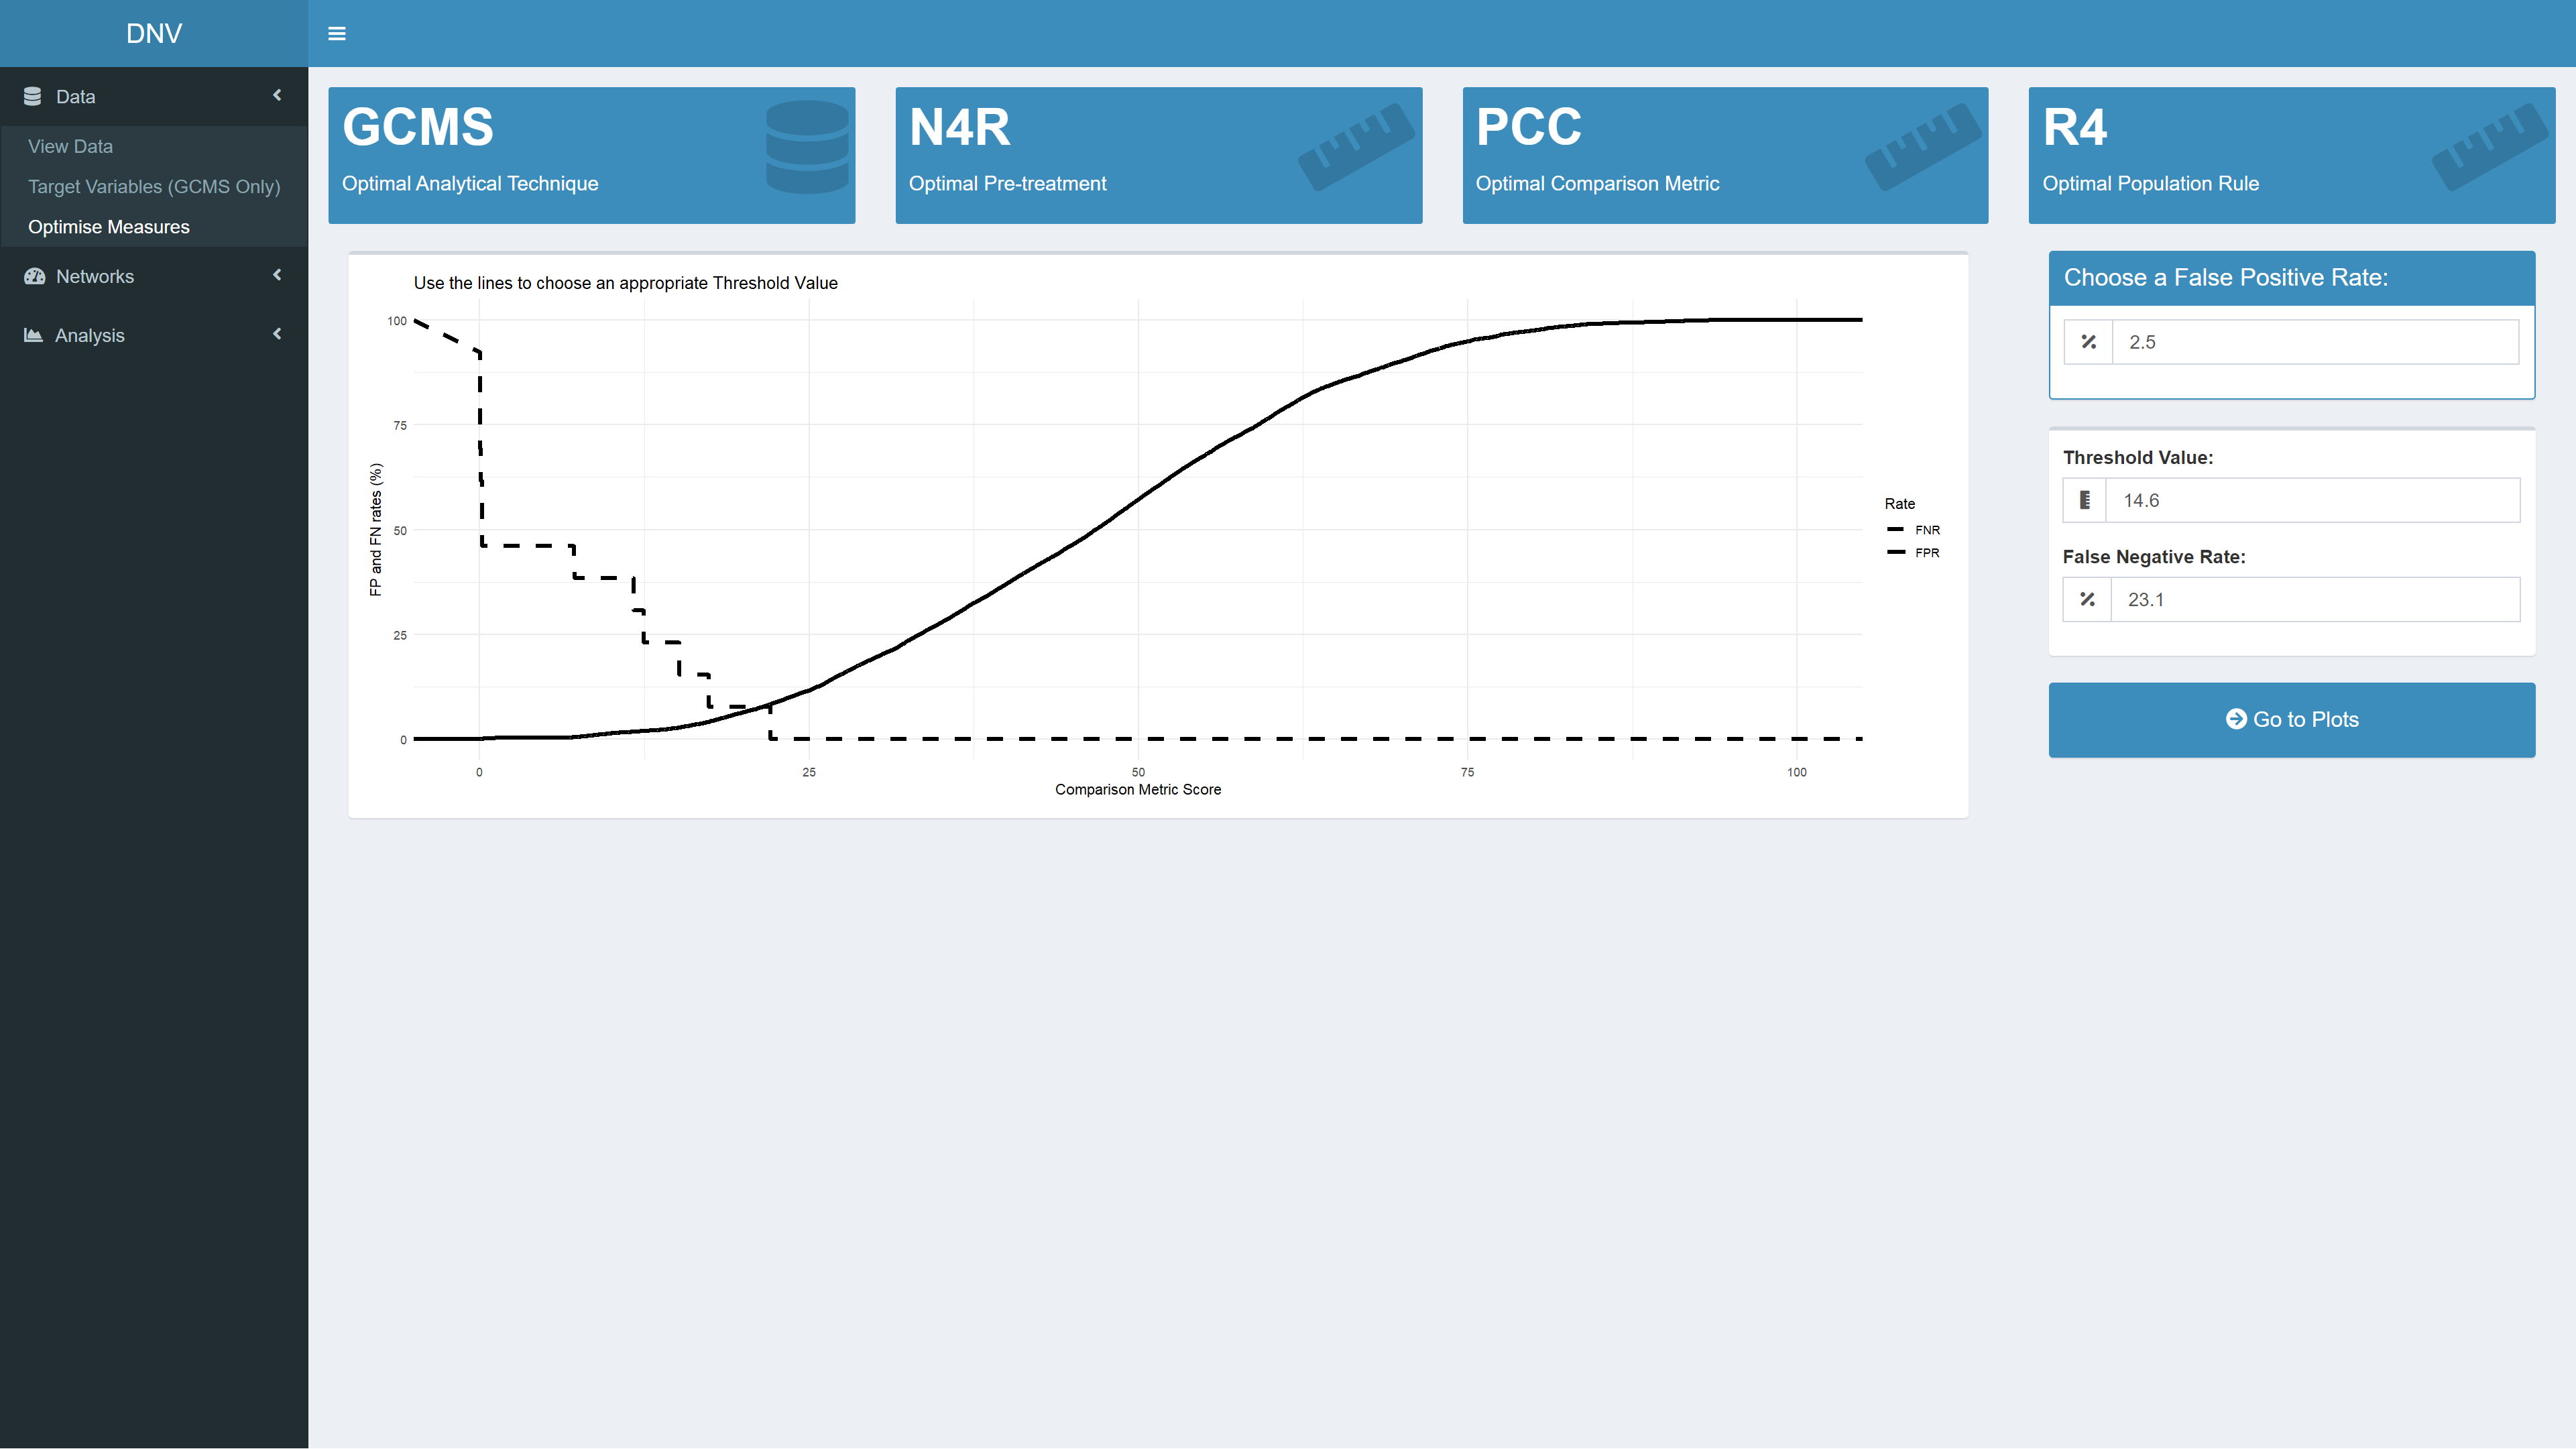 DNV
Data
View Data
Target Variables (GCMS Only)
Optimise Measures
Networks
Analysis
GCMS
Optimal Analytical Technique
N4R
Optimal Pre-treatment
PCC
Optimal Comparison Metric
R4
Optimal Population Rule
Use the lines to choose an appropriate Threshold Value
100
75
50
25
0
FP and FN rates (%)
0 25 50 75 100
Comparison Metric Score
Rate
FNR
FPR
Choose a False Positive Rate:
2.5
Threshold Value:
14.6
False Negative Rate:
23.1
Go to Plots